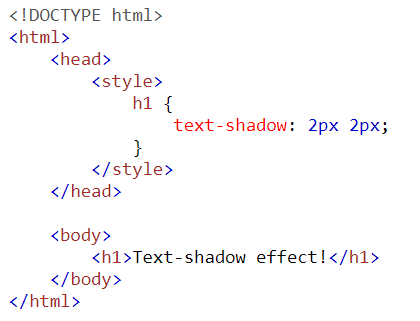 <!DOCTYPE html>
<html>
    <head>
        <style>
            h1 {
                text-shadow: 2px 2px;
            }
        </style>
    </head>

    <body>
        <h1>Text-shadow effect!</h1>
    </body>
</html>